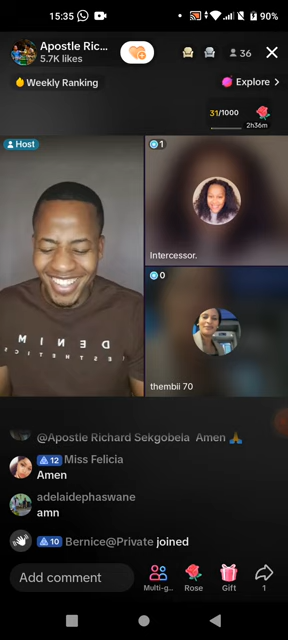 15:35
90%
Apostle Ric...
5.7K likes
36
Weekly Ranking
Explore
31/1000
2h36m
Host
1
Intercessor.
0
thembii 70
DENIM
@Apostle Richard Sekgobela Amen 🙏
12 Miss Felicia
Amen
adelaidephaswane
amn
10 Bernice@Private joined
Add comment
Multi-g...
Rose
Gift
1